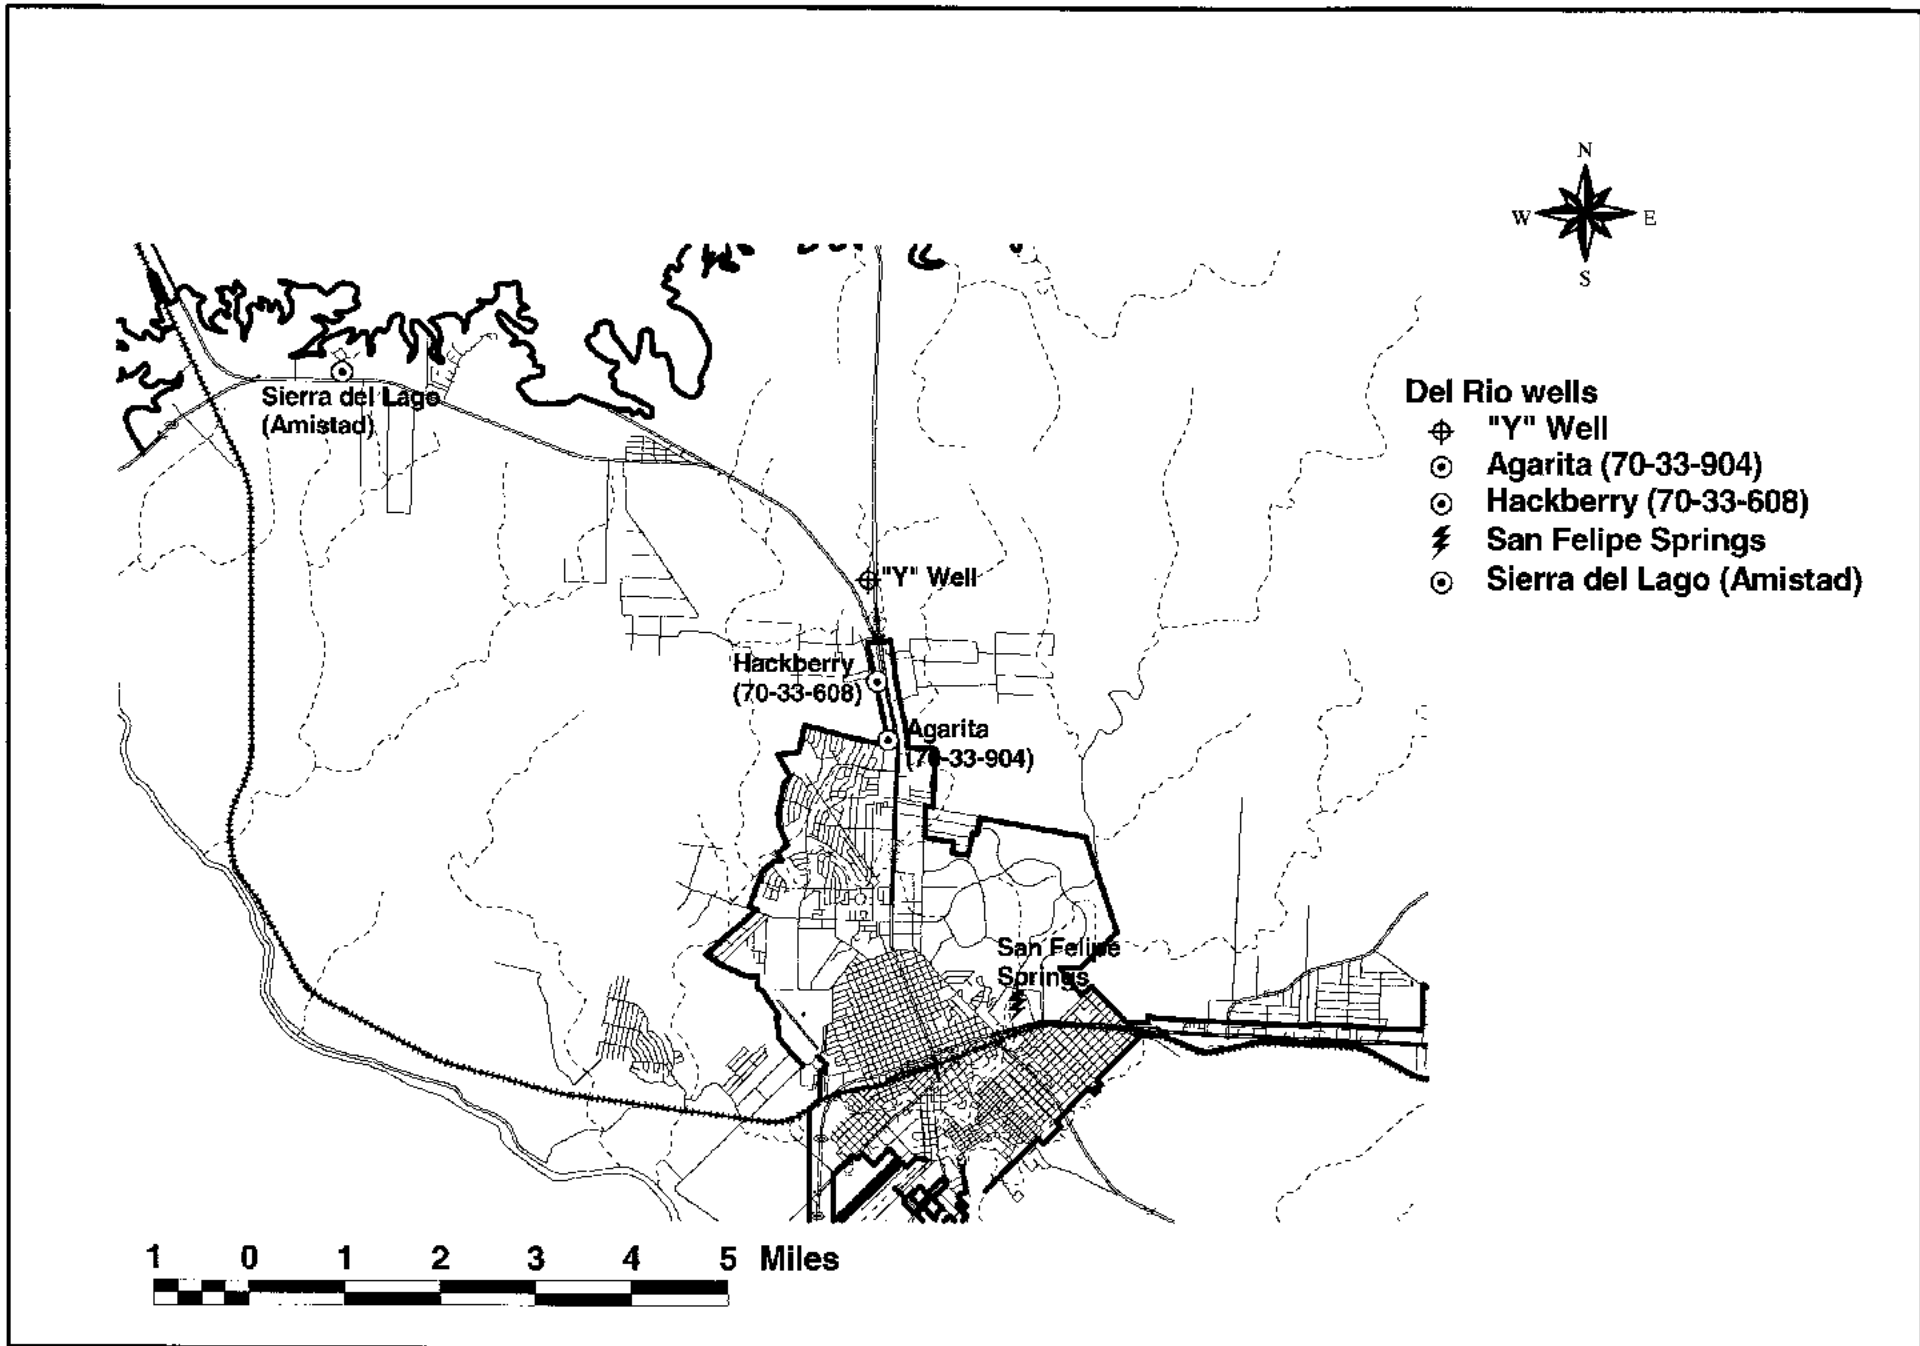 N
W E
S
Sierra del Lago
(Amistad)
Del Rio wells
"Y" Well
Agarita (70-33-904)
Hackberry (70-33-608)
San Felipe Springs
Sierra del Lago (Amistad)
"Y" Well
Hackberry
(70-33-608)
Agarita
(70-33-904)
San Felipe
Springs
1 0 1 2 3 4 5 Miles